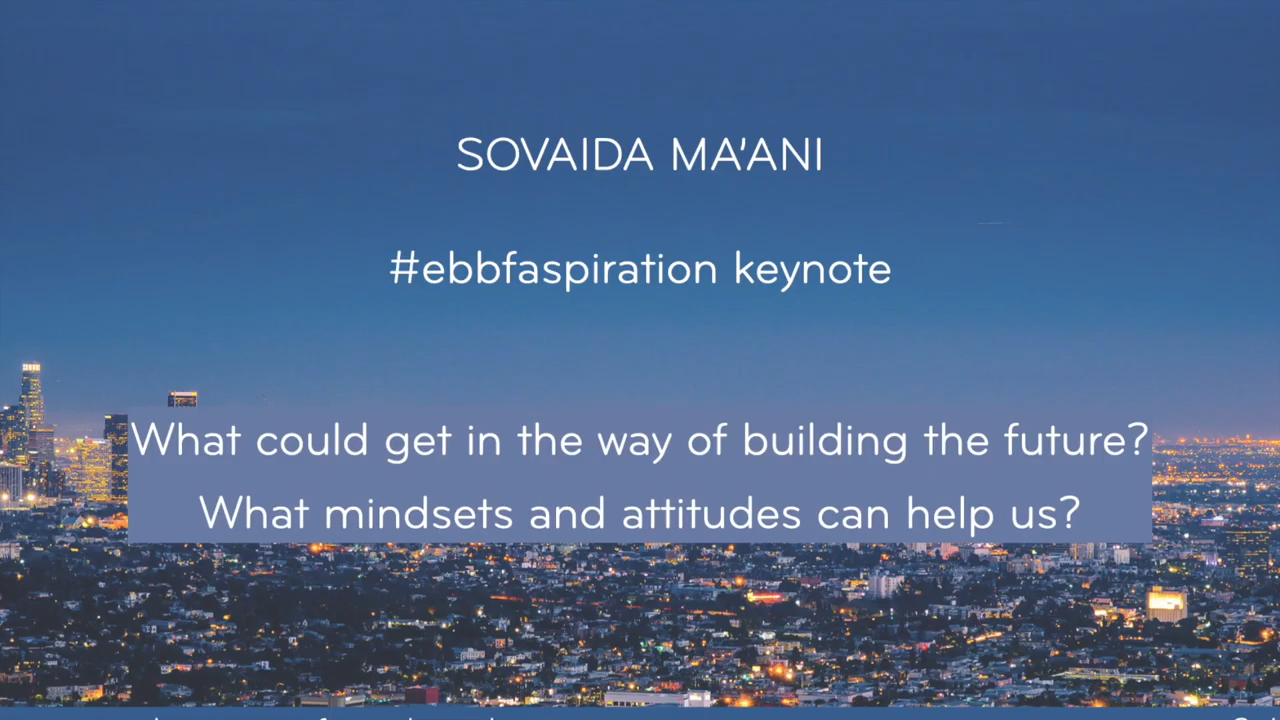 SOVAIDA MA'ANI
#ebbfaspiration keynote
What could get in the way of building the future?
What mindsets and attitudes can help us?